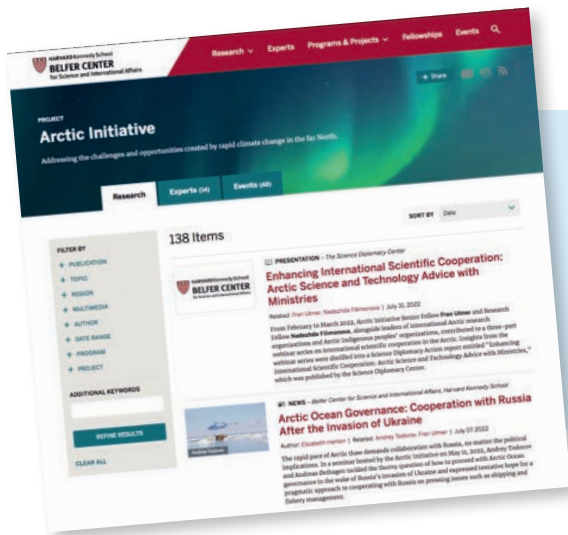 HARVARD Kennedy School
BELFER CENTER
for Science and International Affairs
Research
Experts
Programs & Projects
Fellowships
Events
+ Share
PROJECT
Arctic Initiative
Addressing the challenges and opportunities created by rapid climate change in the far North.
Research
Experts (14)
Events (48)
FILTER BY
+ PUBLICATION
+ TOPIC
+ REGION
+ MULTIMEDIA
+ AUTHOR
+ DATE RANGE
+ PROGRAM
+ PROJECT
ADDITIONAL KEYWORDS
REFINE RESULTS
CLEAR ALL
138 Items
SORT BY Date
HARVARD Kennedy School
BELFER CENTER
for Science and International Affairs
PRESENTATION - The Science Diplomacy Center
Enhancing International Scientific Cooperation:
Arctic Science and Technology Advice with
Ministries
Related: Fran Ulmer, Nadezhda Filimonova | July 31, 2022
From February to March 2022, Arctic Initiative Senior Fellow Fran Ulmer and Research
Fellow Nadezhda Filimonova, alongside leaders of international Arctic research
organizations and Arctic Indigenous peoples' organizations, contributed to a three-part
webinar series on international scientific cooperation in the Arctic. Insights from the
webinar series were distilled into a Science Diplomacy Action report entitled "Enhancing
International Scientific Cooperation: Arctic Science and Technology Advice with Ministries,"
which was published by the Science Diplomacy Center.
Andrey Todorov
NEWS - Belfer Center for Science and International Affairs, Harvard Kennedy School
Arctic Ocean Governance: Cooperation with Russia
After the Invasion of Ukraine
Author: Elizabeth Hanlon | Related: Andrey Todorov, Fran Ulmer | July 07, 2022
The rapid pace of Arctic thaw demands collaboration with Russia, no matter the political
implications. In a seminar hosted by the Arctic Initiative on May 11, 2022, Andrey Todorov
and Andreas Østhagen tackled the thorny question of how to proceed with Arctic Ocean
governance in the wake of Russia's invasion of Ukraine and expressed tentative hope for a
pragmatic approach to cooperating with Russia on pressing issues such as shipping and
fishery management.